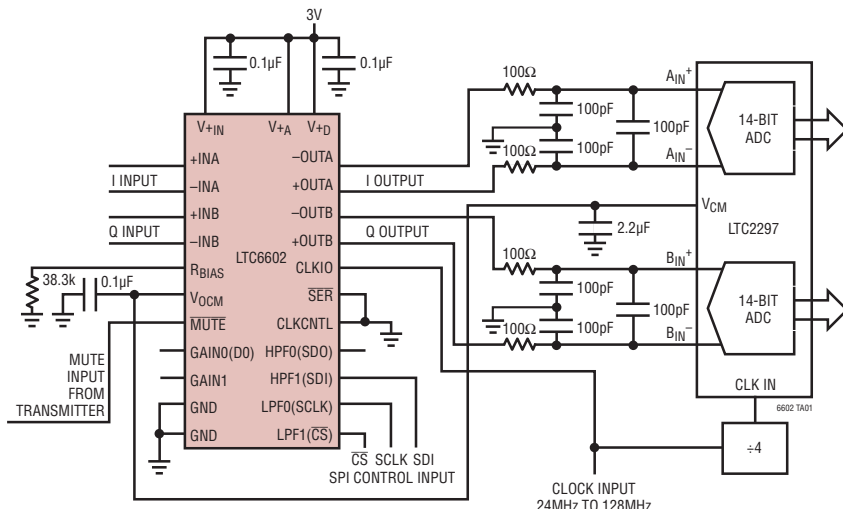 3V
0.1µF
0.1µF
V+IN
V+A
V+D
+INA
–INA
+INB
–INB
RBIAS
VOCM
MUTE
GAIN0(D0)
GAIN1
GND
GND
LTC6602
–OUTA
+OUTA
–OUTB
+OUTB
CLKIO
SER
CLKCNTL
HPF0(SDO)
HPF1(SDI)
LPF0(SCLK)
LPF1(CS)
I INPUT
Q INPUT
38.3k
0.1µF
MUTE
INPUT
FROM
TRANSMITTER
I OUTPUT
Q OUTPUT
CS SCLK SDI
SPI CONTROL INPUT
100Ω
100Ω
100pF
100pF
100pF
2.2µF
100Ω
100Ω
100pF
100pF
100pF
AIN+
AIN–
14-BIT
ADC
VCM
LTC2297
BIN+
BIN–
14-BIT
ADC
CLK IN
6602 TA01
÷4
CLOCK INPUT
24MHz TO 128MHz